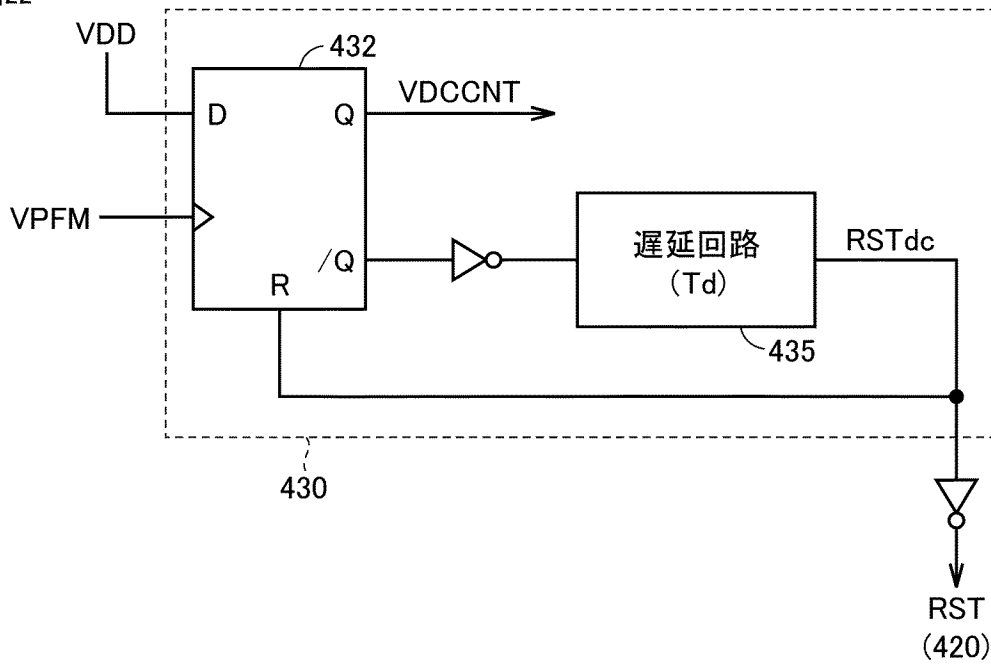 VDD
432
D
Q
VDCCNT
VPFM
/Q
R
遅延回路
(Td)
RSTdc
435
430
RST
(420)